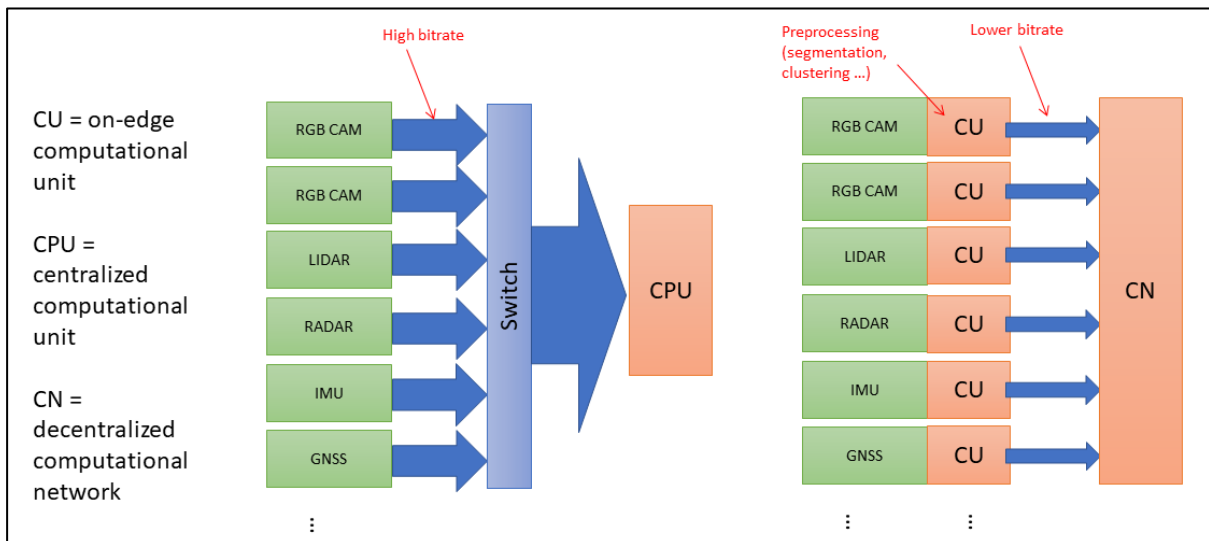 CU = on-edge
computational
unit
CPU =
centralized
computational
unit
CN =
decentralized
computational
network
High bitrate
RGB CAM
RGB CAM
LIDAR
RADAR
IMU
GNSS
...
Switch
CPU
Preprocessing
(segmentation,
clustering ...)
Lower bitrate
RGB CAM CU
RGB CAM CU
LIDAR CU
RADAR CU
IMU CU
GNSS CU
... ...
CN